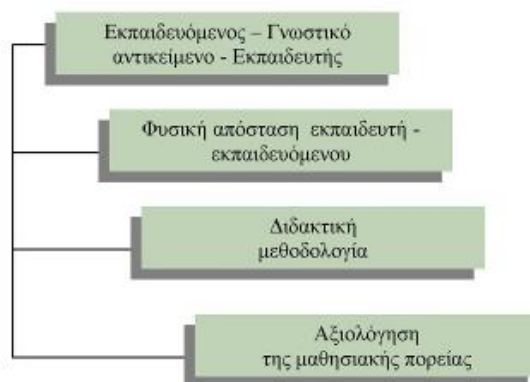 Εκπαιδευόμενος – Γνωστικό
αντικείμενο - Εκπαιδευτής
Φυσική απόσταση εκπαιδευτή -
εκπαιδευόμενου
Διδακτική
μεθοδολογία
Αξιολόγηση
της μαθησιακής πορείας